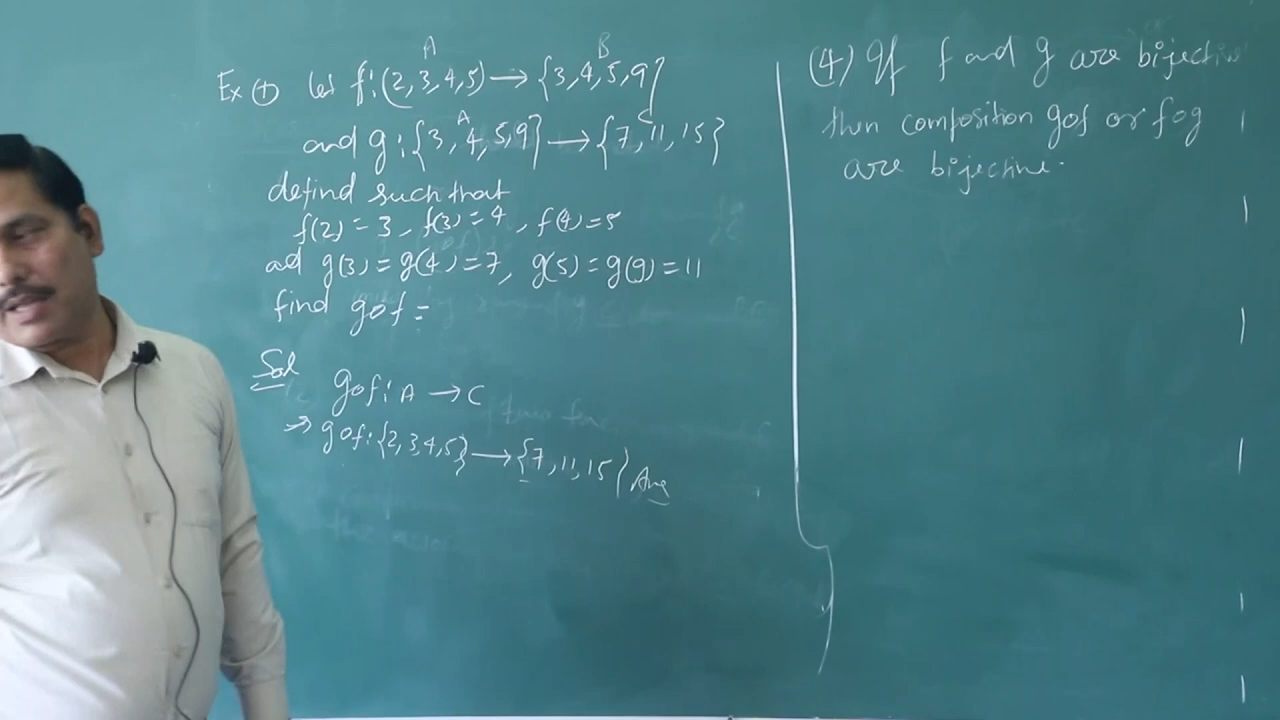 A B
Ex (+) let f:(2,3,4,5) → {3,4,5,9}
A C
and g:{3, 4, 5,9} → {7, 11, 15}
defind such that
f(2) = 3, f(3) = 4, f(4) = 5
ad g(3) = g(4) = 7, g(5) = g(9) = 11
find gof =
Sol
gof: A → C
⇒ gof:{2,3,4,5} → {7, 11, 15} Ans
(4) If f and g are bijective
then composition gof or fog
are bijective.